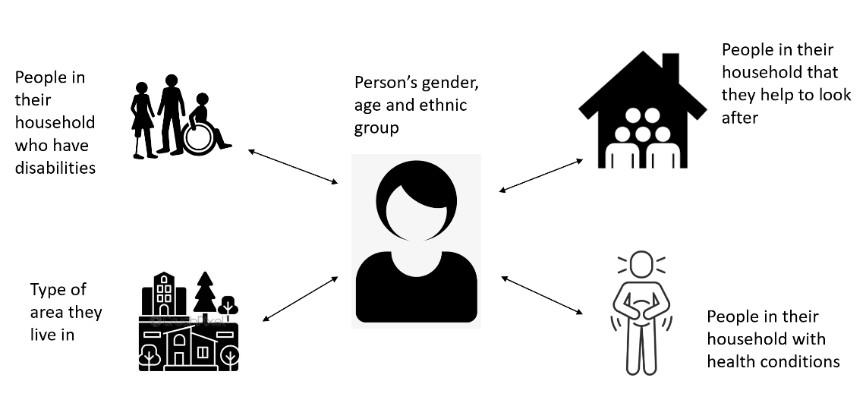 People in
their
household
who have
disabilities
Person's gender,
age and ethnic
group
People in their
household that
they help to look
after
Type of
area they
live in
People in their
household with
health conditions